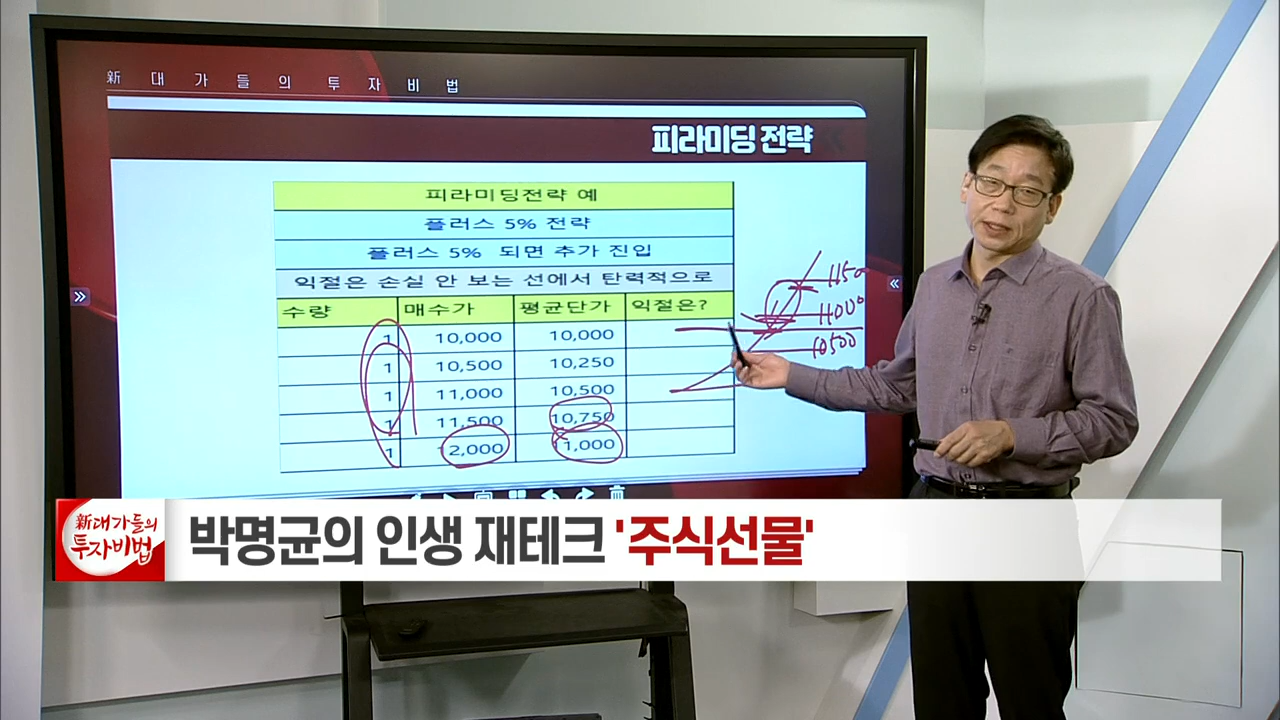 新 대가들의 투자비법
피라미딩 전략
피라미딩전략 예
플러스 5% 전략
플러스 5% 되면 추가 진입
익절은 손실 안 보는 선에서 탄력적으로
수량 매수가 평균단가 익절은?
1 10,000 10,000
1 10,500 10,250
1 11,000 10,500
1 11,500 10,750
1 12,000 11,000
1150
11000
10500
新대가들의
투자비법
박명균의 인생 재테크 '주식선물'